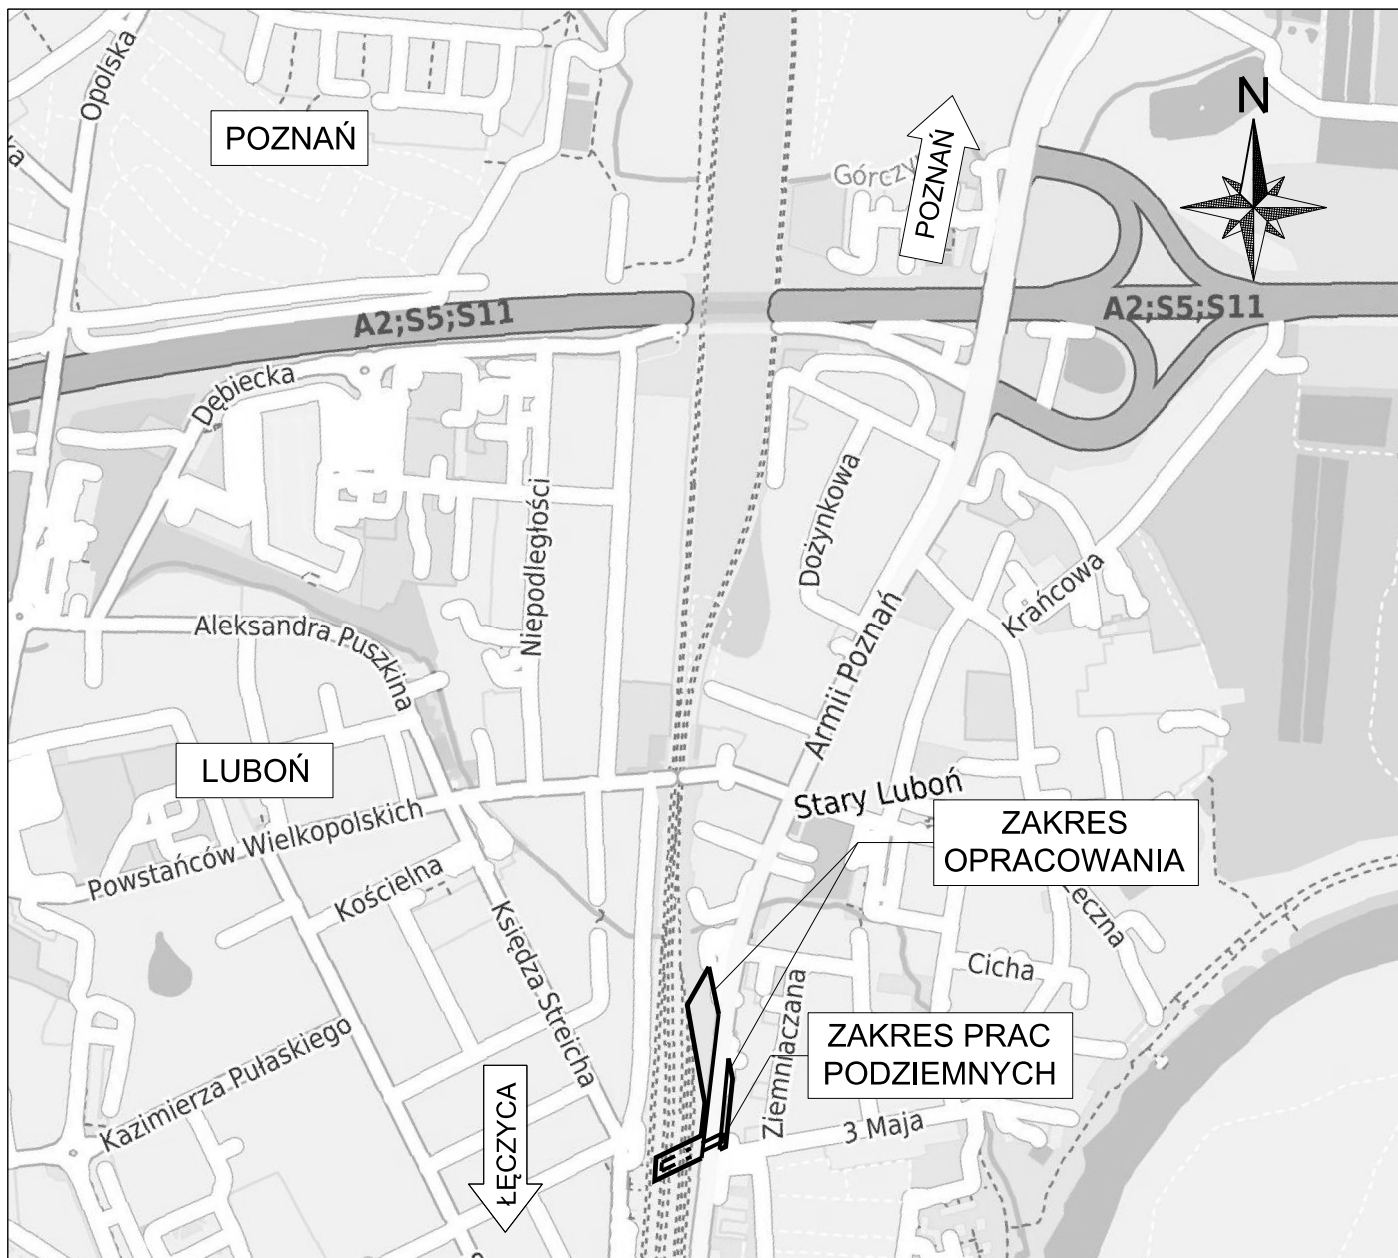 Opolska
POZNAŃ
N
POZNAŃ
A2;S5;S11
A2;S5;S11
Dębiecka
Niepodległości
Dożynkowa
Krańcowa
Aleksandra Puszkina
Armii Poznań
LUBOŃ
Stary Luboń
ZAKRES
OPRACOWANIA
Powstańców Wielkopolskich
Kościelna
Księdza Streicha
Cicha
Ziemniaczana
ZAKRES PRAC
PODZIEMNYCH
Kazimierza Pułaskiego
ŁĘCZYCA
3 Maja